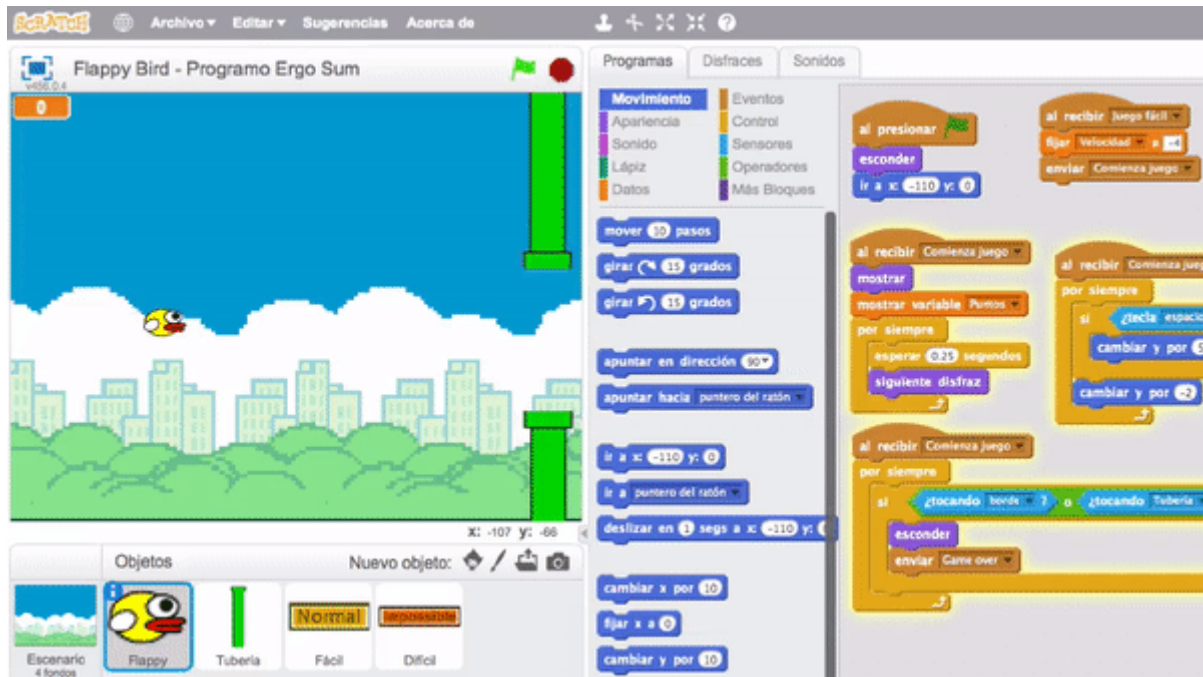 SCRATCH Archivo Editar Sugerencias Acerca de
Flappy Bird - Programo Ergo Sum
v456.0.4
0
x: -107 y: -66
Objetos Nuevo objeto:
Escenario
4 fondos
Flappy
Tubería
Normal
Fácil
Impossible
Difícil
Programas Disfraces Sonidos
Movimiento Eventos
Apariencia Control
Sonido Sensores
Lápiz Operadores
Datos Más Bloques
mover 10 pasos
girar 15 grados
girar 15 grados
apuntar en dirección 90
apuntar hacia puntero del ratón
ir a x: -110 y: 0
ir a puntero del ratón
deslizar en 1 segs a x: -110 y:
cambiar x por 10
fijar x a 0
cambiar y por 10
al presionar
esconder
ir a x: -110 y: 0
al recibir Juego fácil
fijar Velocidad a -4
enviar Comienza juego
al recibir Comienza juego
mostrar
mostrar variable Puntos
por siempre
esperar 0.25 segundos
siguiente disfraz
al recibir Comienza jueg
por siempre
si ¿tecla espacio
cambiar y por 5
cambiar y por -2
al recibir Comienza juego
por siempre
si ¿tocando borde ? o ¿tocando Tubería
esconder
enviar Game over